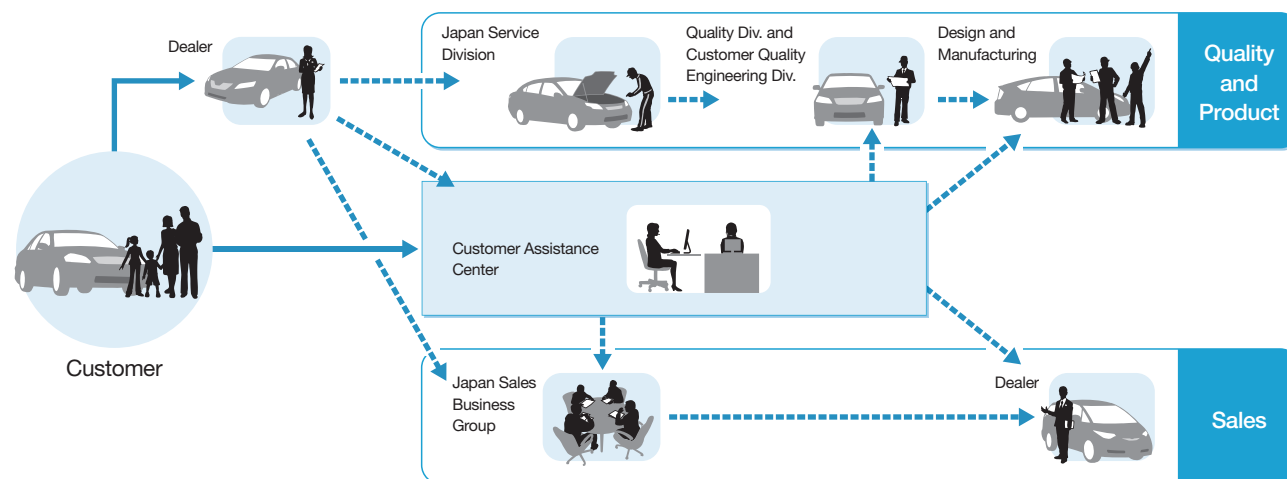 Dealer
Japan Service
Division
Quality Div. and
Customer Quality
Engineering Div.
Design and
Manufacturing
Quality
and
Product
Customer Assistance
Center
Customer
Japan Sales
Business
Group
Dealer
Sales